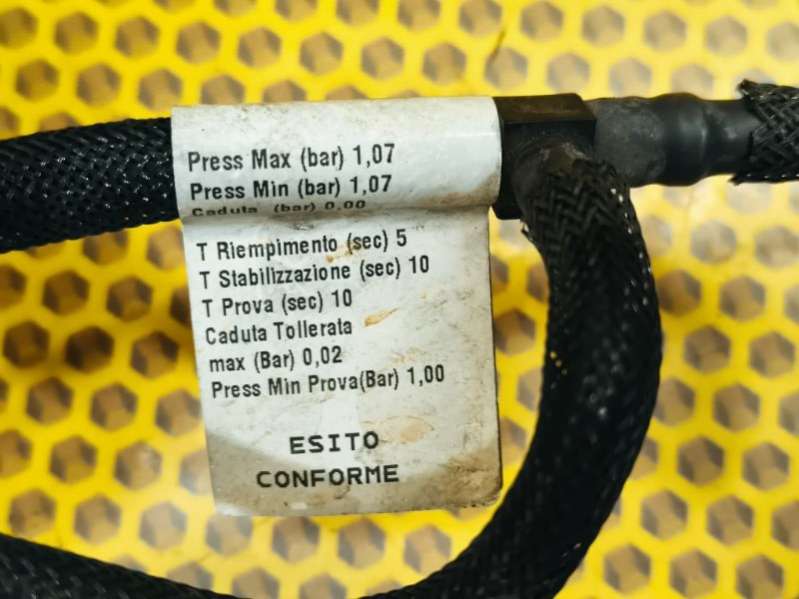 Press Max (bar) 1,07
Press Min (bar) 1,07
Caduta (bar) 0,00
T Riempimento (sec) 5
T Stabilizzazione (sec) 10
T Prova (sec) 10
Caduta Tollerata
max (Bar) 0,02
Press Min Prova(Bar) 1,00
ESITO
CONFORME